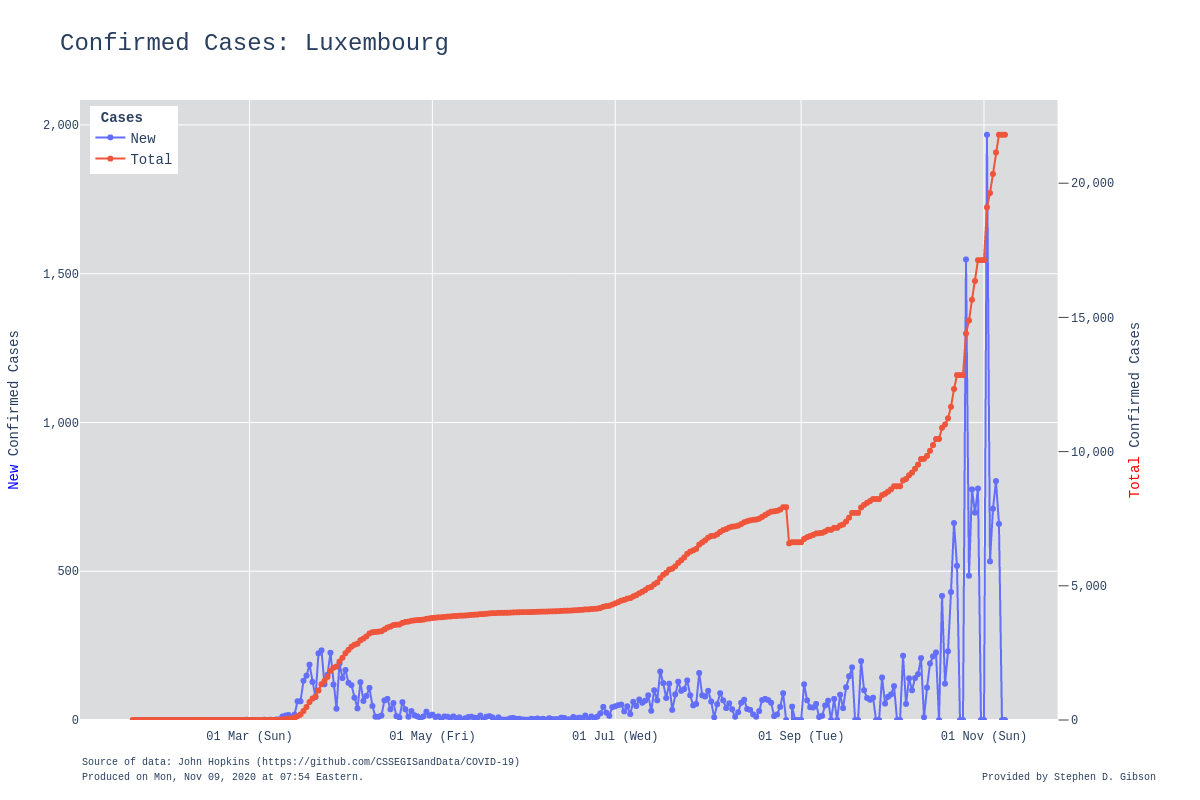 Confirmed Cases: Luxembourg
Cases
New
Total
2,000
1,500
1,000
500
0
New Confirmed Cases
20,000
15,000
10,000
5,000
0
Total Confirmed Cases
01 Mar (Sun)
01 May (Fri)
01 Jul (Wed)
01 Sep (Tue)
01 Nov (Sun)
Source of data: John Hopkins (https://github.com/CSSEGISandData/COVID-19)
Produced on Mon, Nov 09, 2020 at 07:54 Eastern.
Provided by Stephen D. Gibson